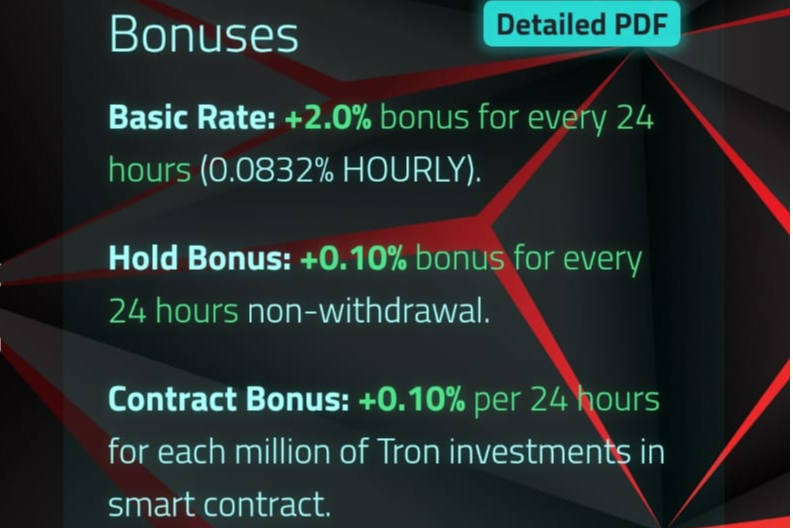 Bonuses
Detailed PDF
Basic Rate: +2.0% bonus for every 24
hours (0.0832% HOURLY).
Hold Bonus: +0.10% bonus for every
24 hours non-withdrawal.
Contract Bonus: +0.10% per 24 hours
for each million of Tron investments in
smart contract.